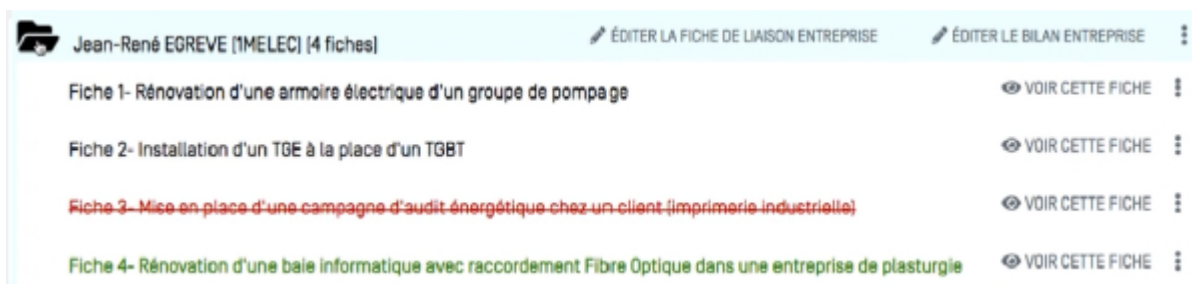 Jean-René EGREVE [1MELEC] [4 fiches] ÉDITER LA FICHE DE LIAISON ENTREPRISE ÉDITER LE BILAN ENTREPRISE
Fiche 1- Rénovation d'une armoire électrique d'un groupe de pompage VOIR CETTE FICHE
Fiche 2- Installation d'un TGE à la place d'un TGBT VOIR CETTE FICHE
Fiche 3- Mise en place d'une campagne d'audit énergétique chez un client (imprimerie industrielle) VOIR CETTE FICHE
Fiche 4- Rénovation d'une baie informatique avec raccordement Fibre Optique dans une entreprise de plasturgie VOIR CETTE FICHE